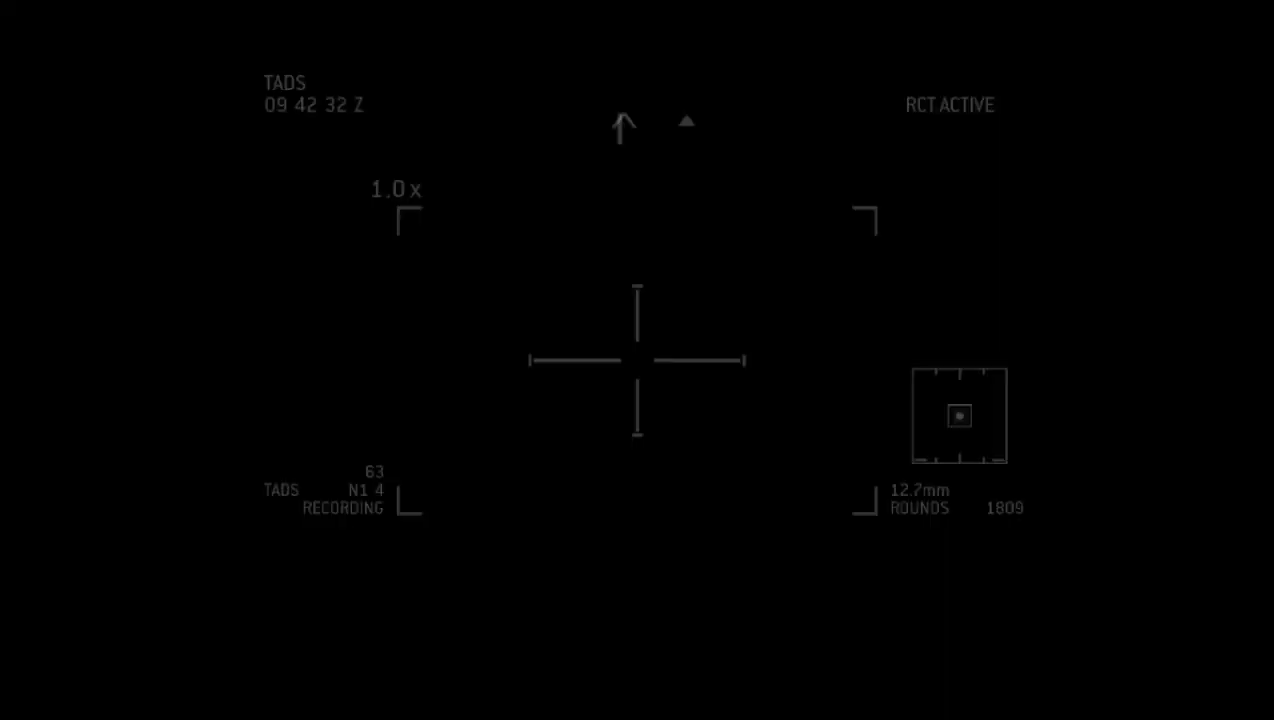 TADS
09 42 32 Z
RCT ACTIVE
1.0 x
63
TADS N1 4
RECORDING
12.7mm
ROUNDS 1809